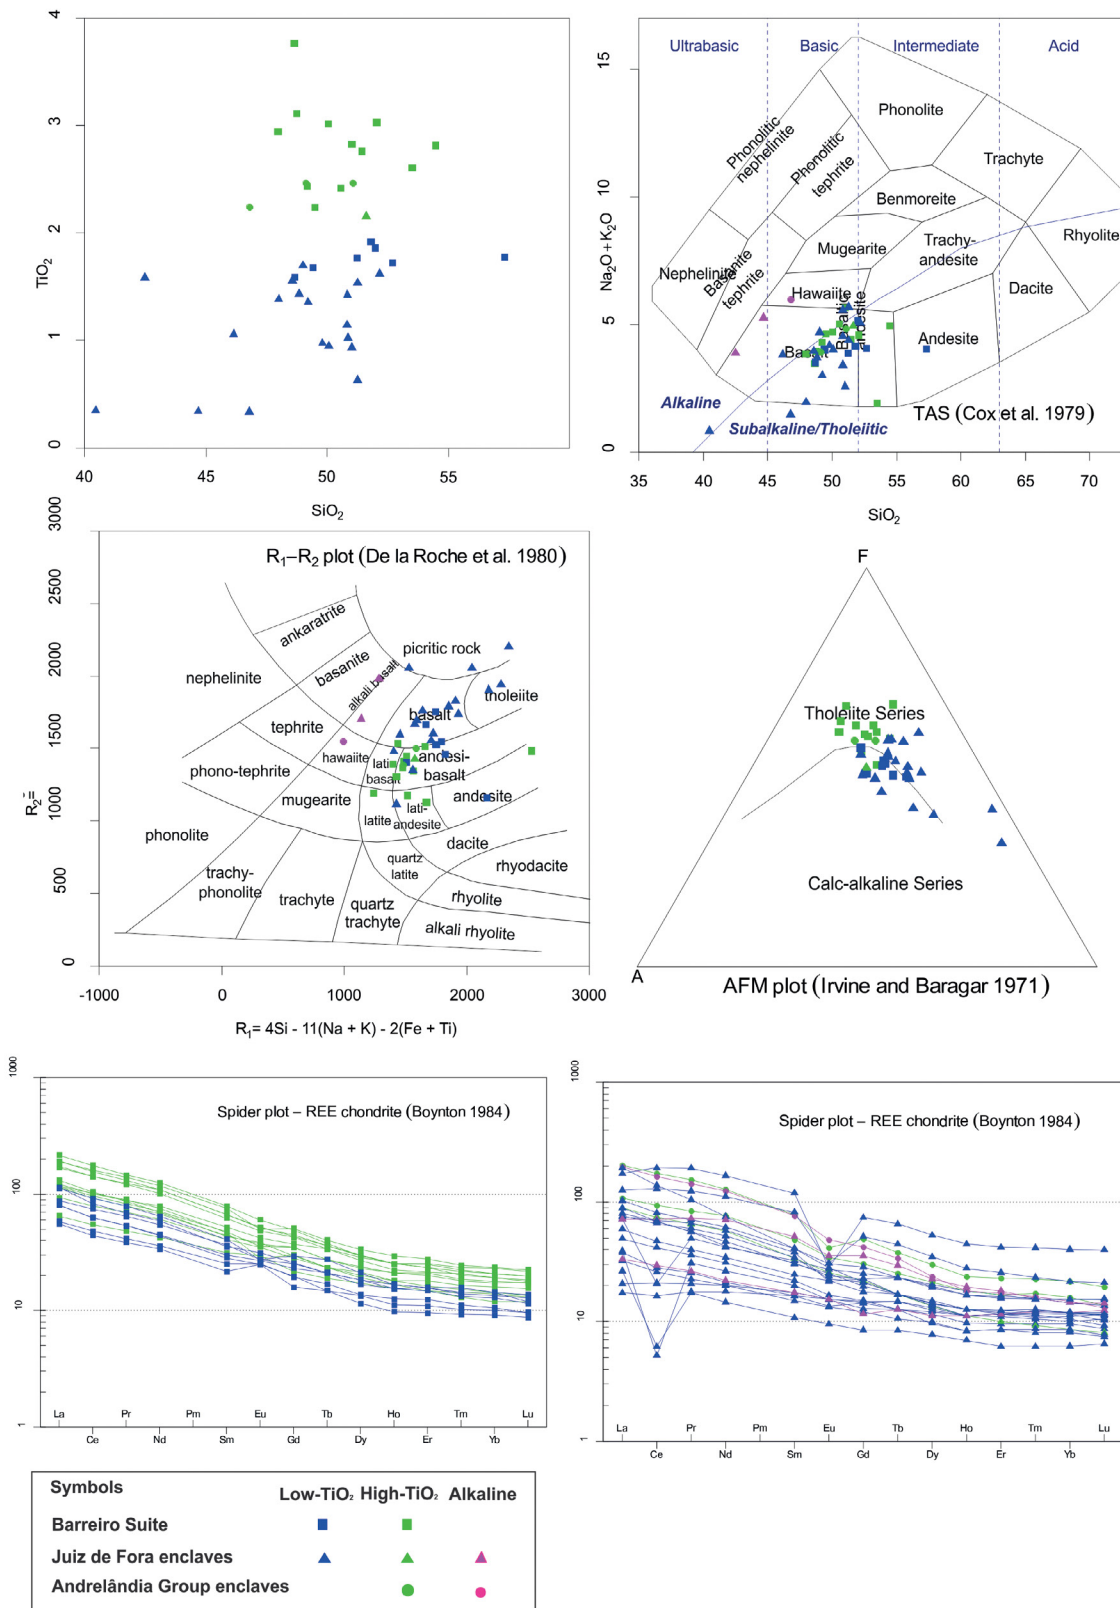 4
3
2
1
0
TiO2
40
45
50
55
SiO2
Ultrabasic
Basic
Intermediate
Acid
15
10
5
0
Na2O + K2O
Phonolite
Phonolitic
nephelinite
Phonolitic
tephrite
Trachyte
Benmoreite
Mugearite
Trachy-
andesite
Rhyolite
Nephelinite
Basanite
tephrite
Hawaiite
Dacite
Basalt
Basaltic
andesite
Andesite
Alkaline
Subalkaline/Tholeiitic
TAS (Cox et al. 1979)
35
40
45
50
55
60
65
70
SiO2
3000
2500
2000
1500
1000
500
0
R2=
R1–R2 plot (De la Roche et al. 1980)
ankaratrite
basanite
alkali basalt
picritic rock
nephelinite
tholeiite
tephrite
basalt
hawaiite
lati-
basalt
andesi-
basalt
phono-tephrite
mugearite
andesite
latite
lati-
andesite
phonolite
dacite
quartz
latite
rhyodacite
trachy-
phonolite
trachyte
quartz
trachyte
rhyolite
alkali rhyolite
-1000
0
1000
2000
3000
R1= 4Si - 11(Na + K) - 2(Fe + Ti)
F
Tholeiite Series
Calc-alkaline Series
A
AFM plot (Irvine and Baragar 1971)
1000
100
10
1
Spider plot – REE chondrite (Boynton 1984)
La Pr Pm Eu Tb Ho Tm Lu
Ce Nd Sm Gd Dy Er Yb
1000
100
10
1
Spider plot – REE chondrite (Boynton 1984)
La Pr Pm Eu Tb Ho Tm Lu
Ce Nd Sm Gd Dy Er Yb
Symbols
Low-TiO2 High-TiO2 Alkaline
Barreiro Suite
Juiz de Fora enclaves
Andrelândia Group enclaves